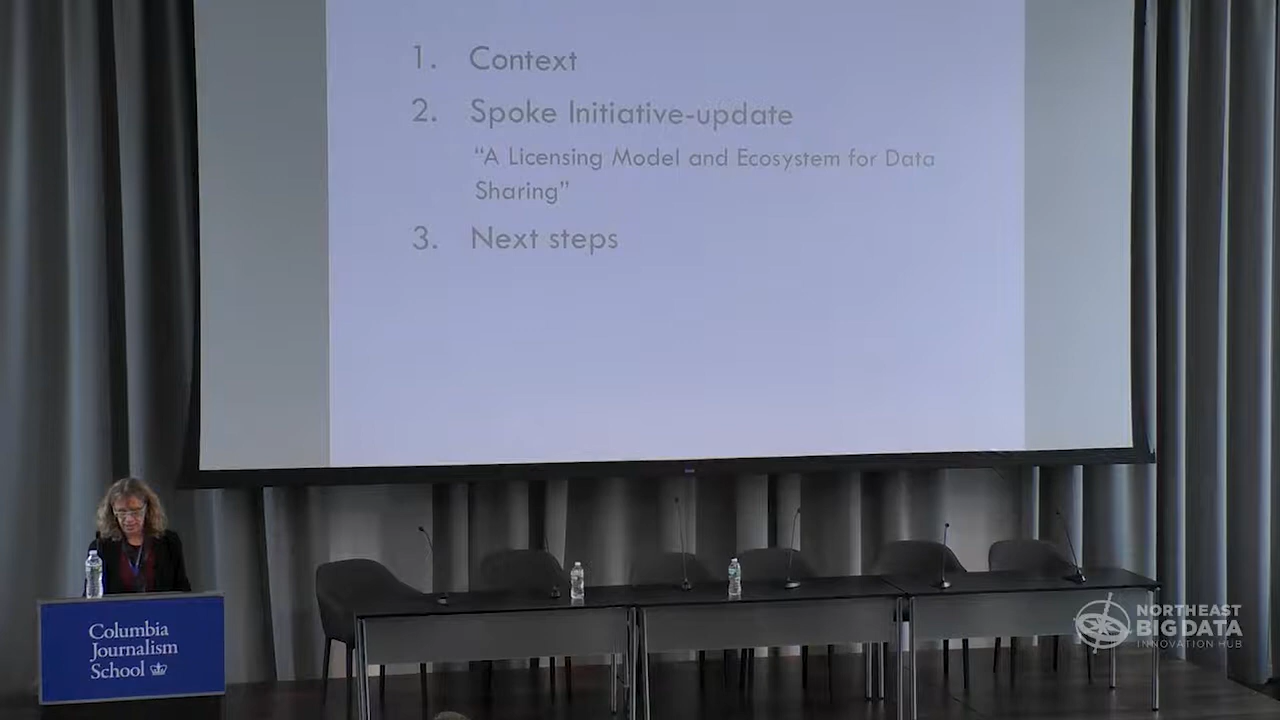 1. Context
2. Spoke Initiative-update
“A Licensing Model and Ecosystem for Data
Sharing”
3. Next steps
Columbia
Journalism
School
NORTHEAST
BIG DATA
INNOVATION HUB